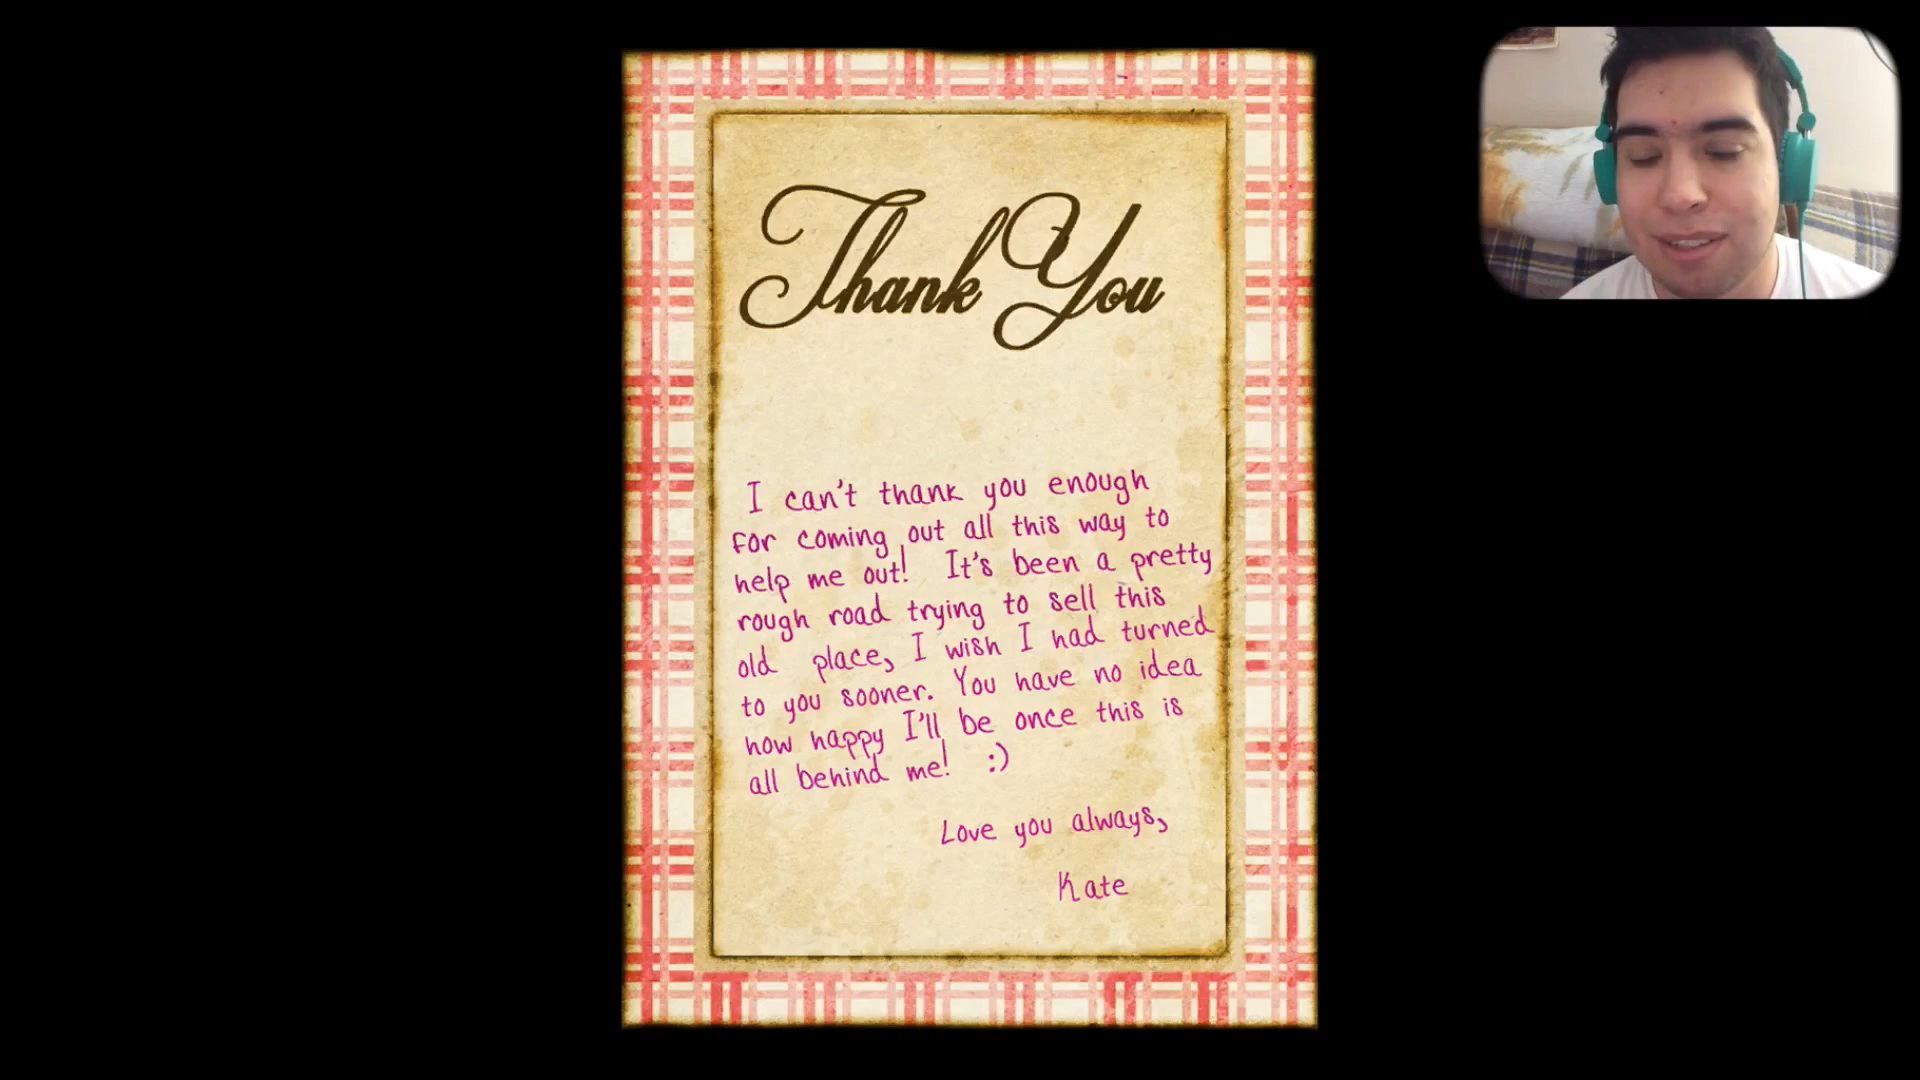 Thank You
I can't thank you enough
for coming out all this way to
help me out! It's been a pretty
rough road trying to sell this
old place, I wish I had turned
to you sooner. You have no idea
how happy I'll be once this is
all behind me! :)
Love you always,
Kate